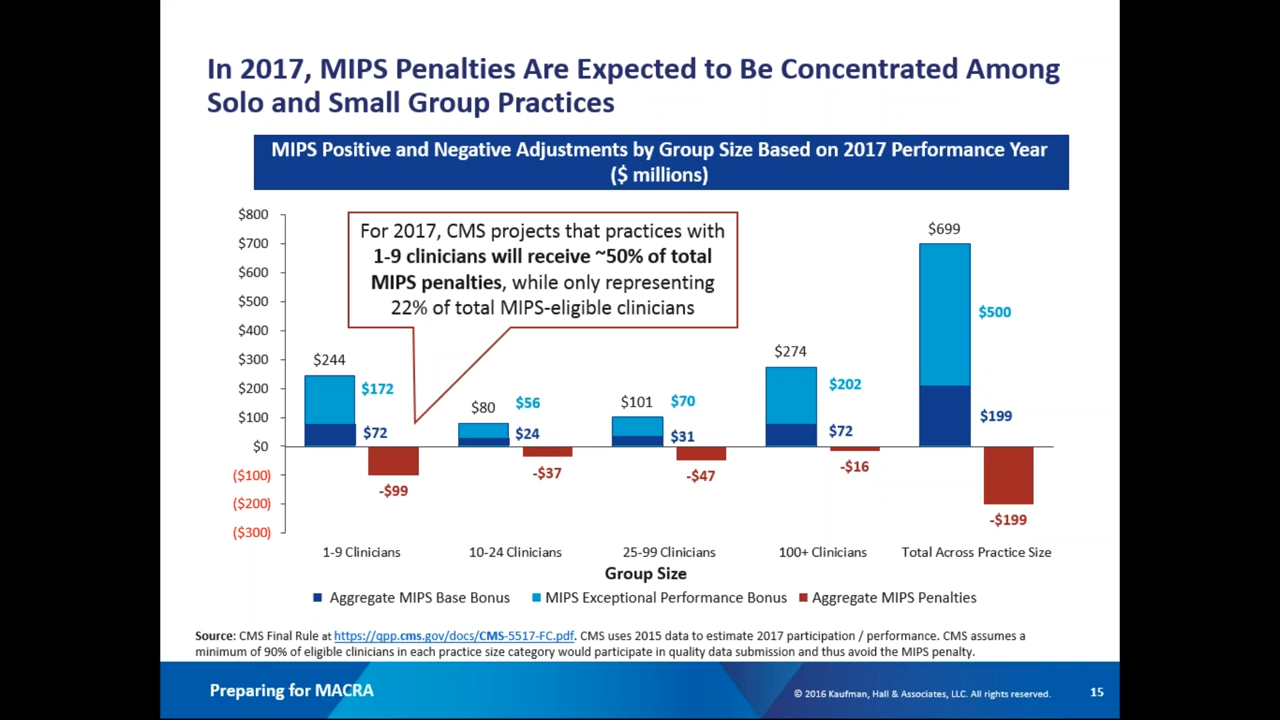 In 2017, MIPS Penalties Are Expected to Be Concentrated Among
Solo and Small Group Practices
MIPS Positive and Negative Adjustments by Group Size Based on 2017 Performance Year
($ millions)
For 2017, CMS projects that practices with
1-9 clinicians will receive ~50% of total
MIPS penalties, while only representing
22% of total MIPS-eligible clinicians
$800
$700
$600
$500
$400
$300
$200
$100
$0
($100)
($200)
($300)
$244
$172
$72
-$99
$80
$56
$24
-$37
$101
$70
$31
-$47
$274
$202
$72
-$16
$699
$500
$199
-$199
1-9 Clinicians
10-24 Clinicians
25-99 Clinicians
100+ Clinicians
Total Across Practice Size
Group Size
Aggregate MIPS Base Bonus
MIPS Exceptional Performance Bonus
Aggregate MIPS Penalties
Source: CMS Final Rule at https://qpp.cms.gov/docs/CMS-5517-FC.pdf. CMS uses 2015 data to estimate 2017 participation / performance. CMS assumes a
minimum of 90% of eligible clinicians in each practice size category would participate in quality data submission and thus avoid the MIPS penalty.
Preparing for MACRA
© 2016 Kaufman, Hall & Associates, LLC. All rights reserved.
15